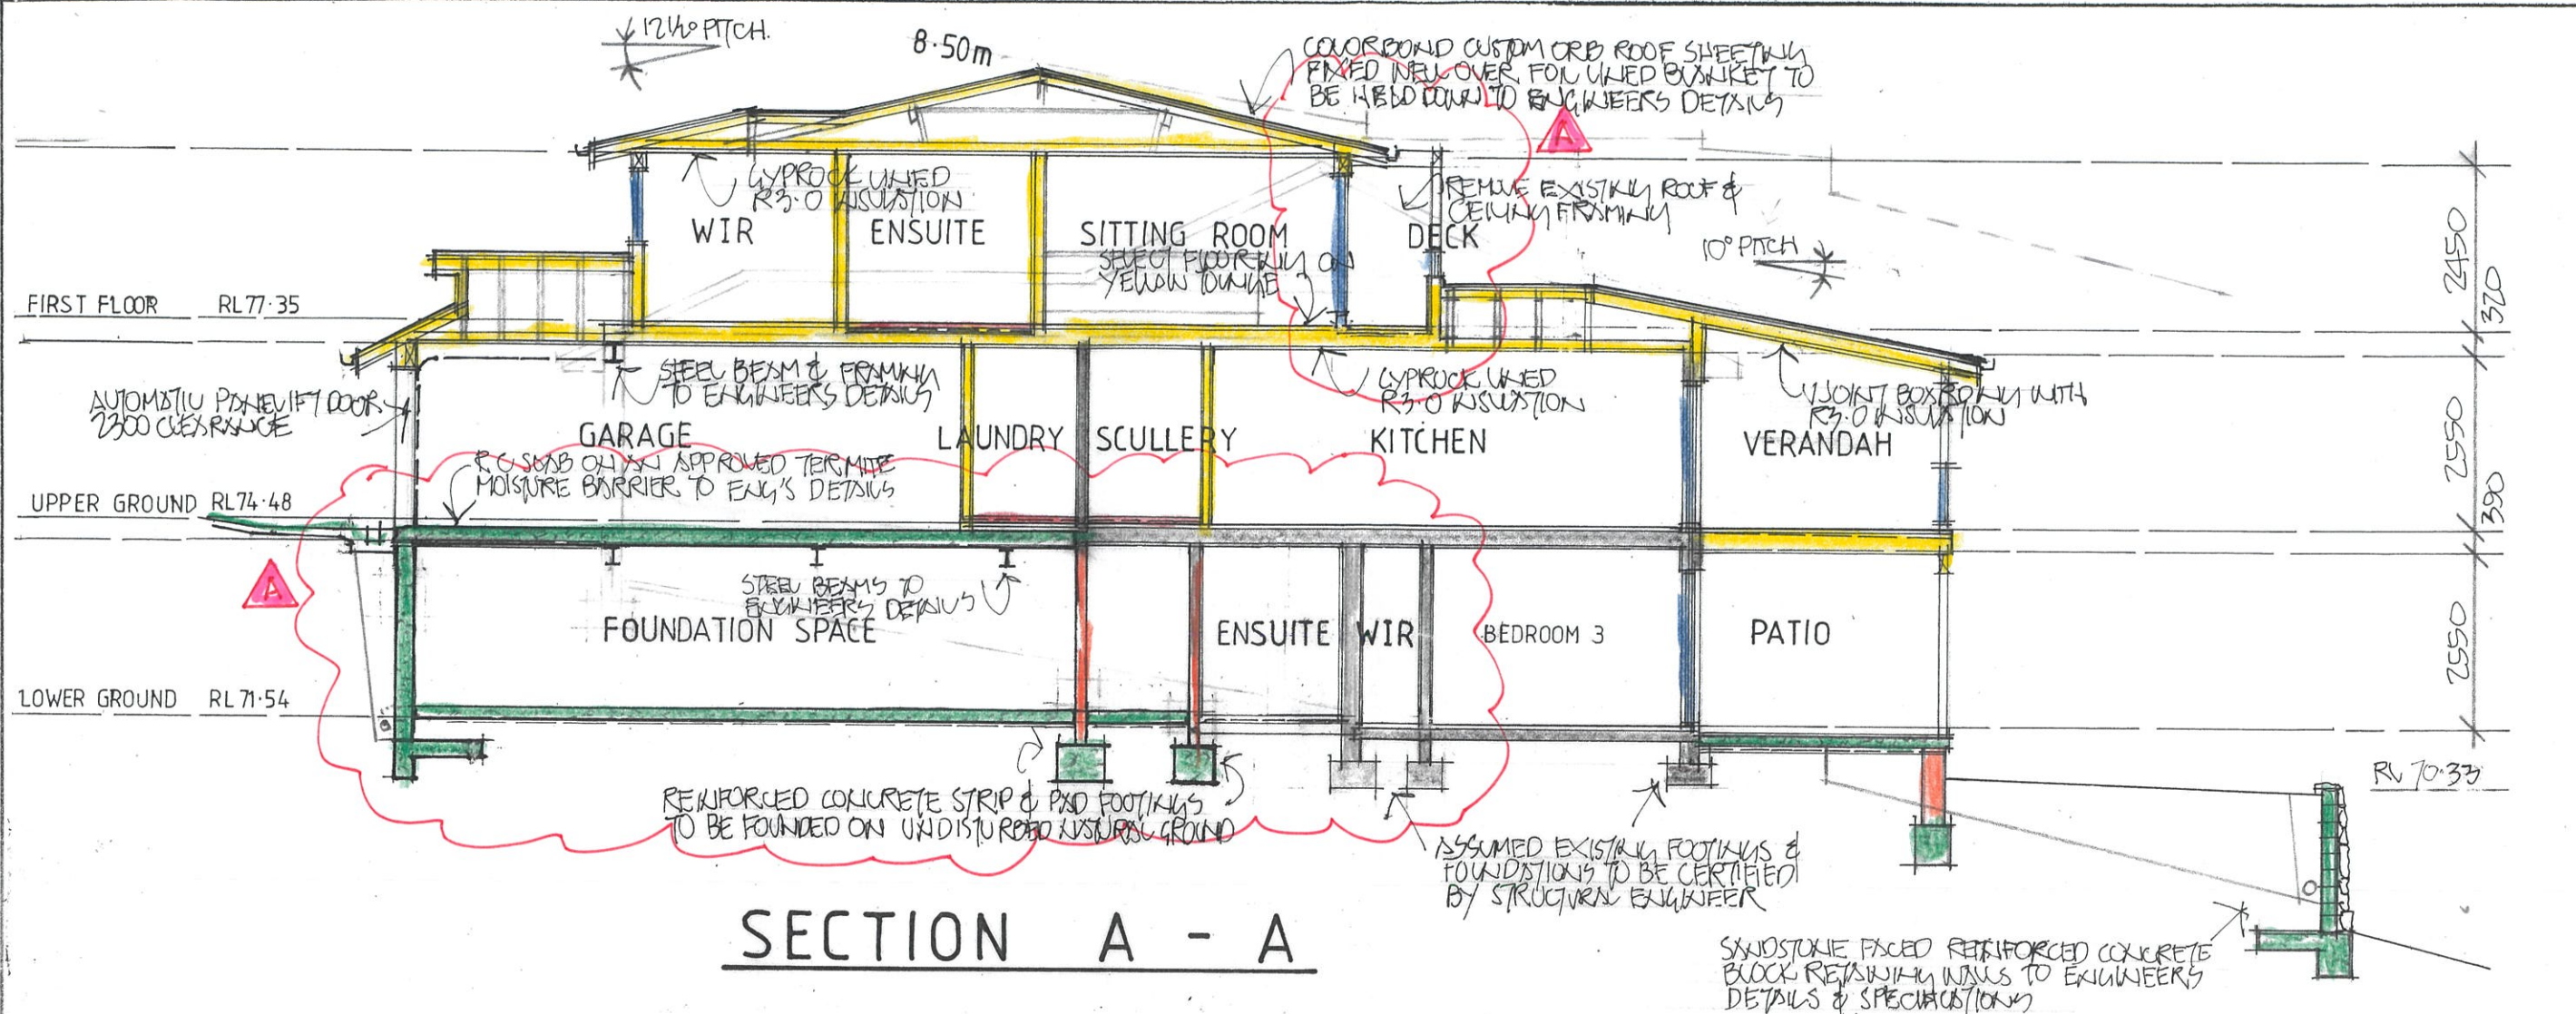 12½° PITCH.
8·50m
COLORBOND CUSTOM ORB ROOF SHEETING
FIXED NEW OVER FOIL LINED BLANKET TO
BE HELD DOWN TO ENGINEERS DETAILS
A
GYPROCK LINED
R3·0 INSULATION
REMOVE EXISTING ROOF &
CEILING FRAMING
WIR
ENSUITE
SITTING ROOM
DECK
SELECT FLOORING ON
YELLOW TOUNGE
10° PITCH
2450
320
FIRST FLOOR RL77·35
STEEL BEAM & FRAMING
TO ENGINEERS DETAILS
GYPROCK LINED
R3·0 INSULATION
VJOINT BOARDING WITH
R3·0 INSULATION
AUTOMATIC PANELIFT DOOR
2300 CLEARANCE
GARAGE
LAUNDRY
SCULLERY
KITCHEN
VERANDAH
2550
390
R C SLAB ON AN APPROVED TERMITE
MOISTURE BARRIER TO ENG'S DETAILS
UPPER GROUND RL74·48
A
STEEL BEAMS TO
ENGINEERS DETAILS
FOUNDATION SPACE
ENSUITE
WIR
BEDROOM 3
PATIO
2550
LOWER GROUND RL71·54
RL 70·33
REINFORCED CONCRETE STRIP & PAD FOOTINGS
TO BE FOUNDED ON UNDISTURBED NATURAL GROUND
ASSUMED EXISTING FOOTINGS &
FOUNDATIONS TO BE CERTIFIED
BY STRUCTURAL ENGINEER
SECTION A - A
SANDSTONE FACED REINFORCED CONCRETE
BLOCK RETAINING WALLS TO ENGINEERS
DETAILS & SPECIFICATIONS